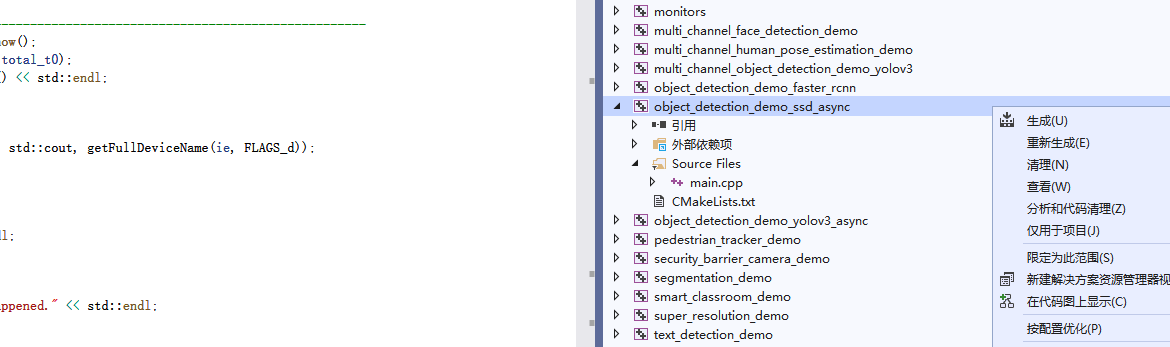 now();
total_t0);
() << std::endl;
std::cout, getFullDeviceName(ie, FLAGS_d));
dl;
appened." << std::endl;
monitors
multi_channel_face_detection_demo
multi_channel_human_pose_estimation_demo
multi_channel_object_detection_demo_yolov3
object_detection_demo_faster_rcnn
object_detection_demo_ssd_async
引用
外部依赖项
Source Files
main.cpp
CMakeLists.txt
object_detection_demo_yolov3_async
pedestrian_tracker_demo
security_barrier_camera_demo
segmentation_demo
smart_classroom_demo
super_resolution_demo
text_detection_demo
生成(U)
重新生成(E)
清理(N)
查看(W)
分析和代码清理(Z)
仅用于项目(J)
限定为此范围(S)
新建解决方案资源管理器视
在代码图上显示(C)
按配置优化(P)